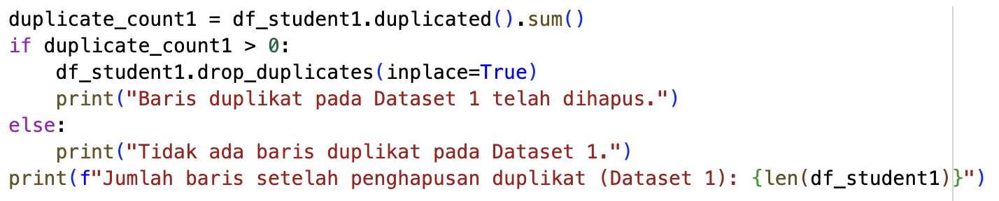 duplicate_count1 = df_student1.duplicated().sum()
if duplicate_count1 > 0:
    df_student1.drop_duplicates(inplace=True)
    print("Baris duplikat pada Dataset 1 telah dihapus.")
else:
    print("Tidak ada baris duplikat pada Dataset 1.")
print(f"Jumlah baris setelah penghapusan duplikat (Dataset 1): {len(df_student1)}")